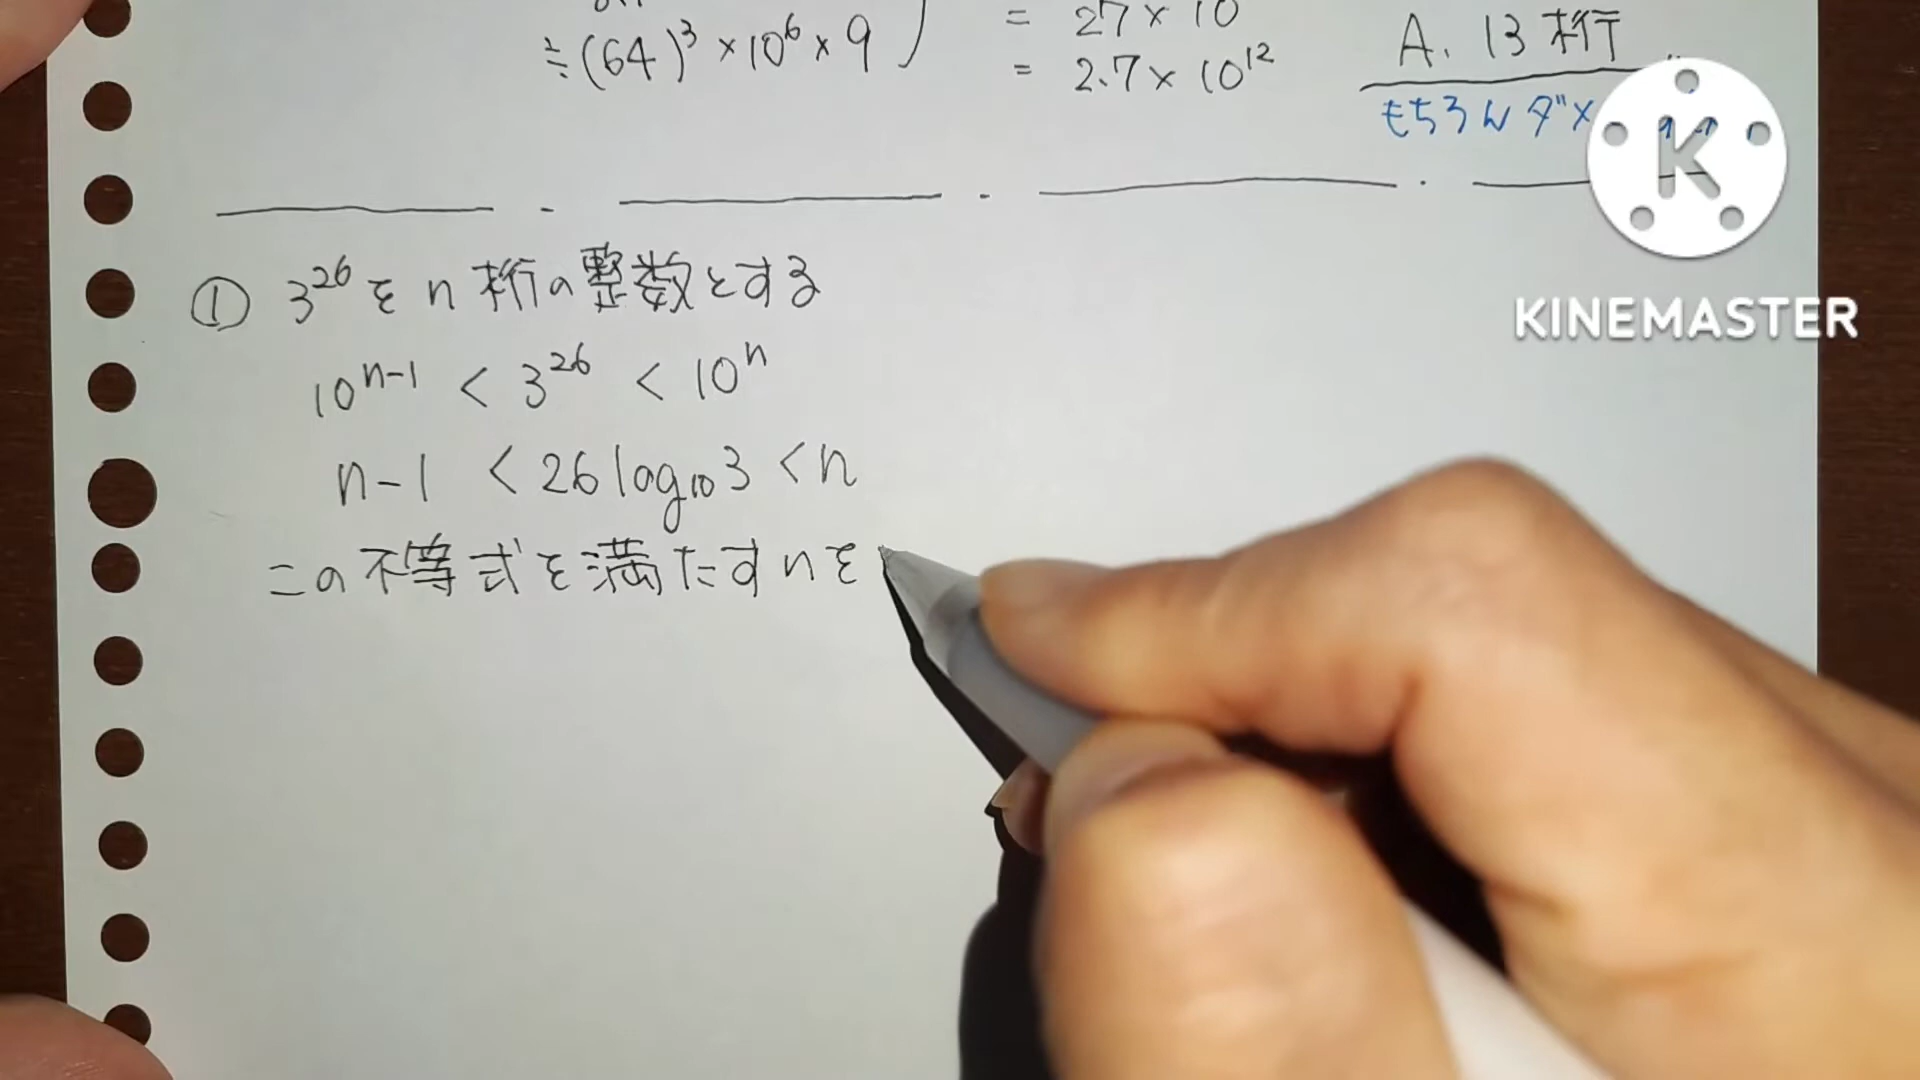 ≒(64)³×10⁶×9
= 27×10
= 2.7×10¹²
A. 13桁
もちろんダメ
K
KINEMASTER
① 3²⁶をn桁の整数とする
10ⁿ⁻¹ < 3²⁶ < 10ⁿ
n-1 < 26log₁₀3 < n
この不等式を満たすnを